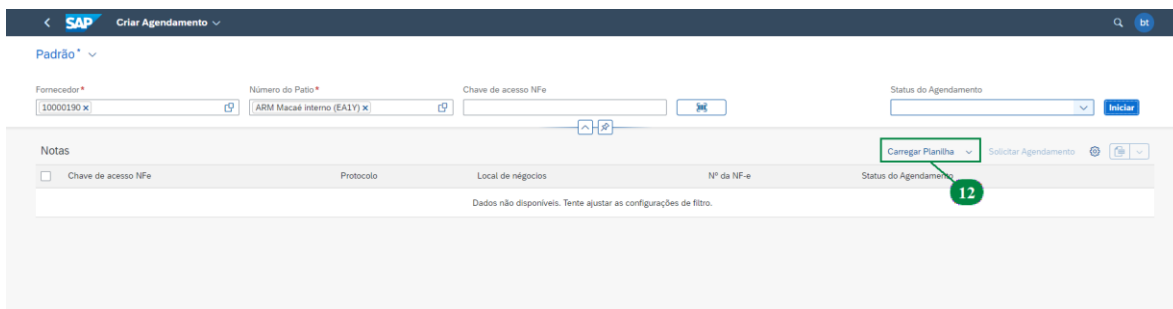 SAP Criar Agendamento bt
Padrão*
Fornecedor* Número do Patio* Chave de acesso NFe Status do Agendamento
10000190 x ARM Macaé interno (EA1Y) x Iniciar
Notas Carregar Planilha Solicitar Agendamento
Chave de acesso NFe Protocolo Local de négocios Nº da NF-e Status do Agendamento
Dados não disponíveis. Tente ajustar as configurações de filtro.
12